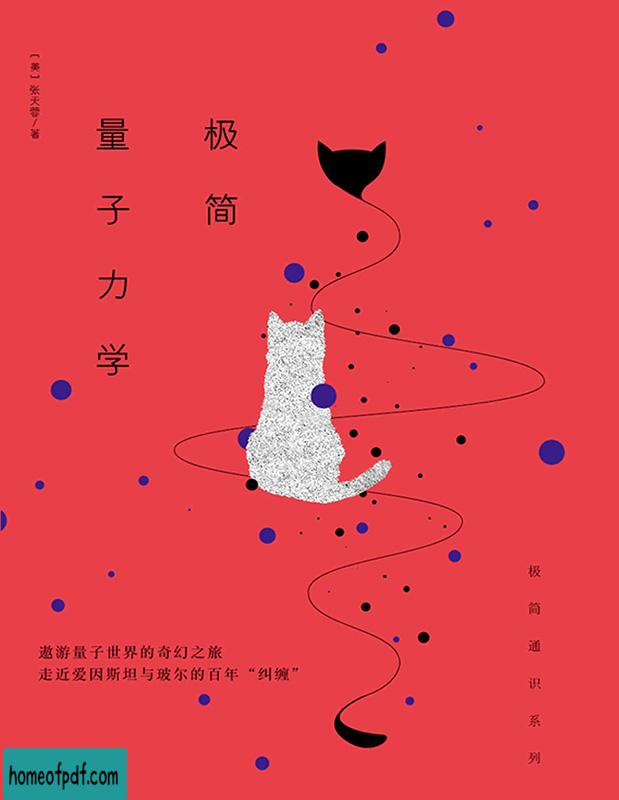 [美]张天蓉/著
极简
量子力学
遨游量子世界的奇幻之旅
走近爱因斯坦与玻尔的百年“纠缠”
极简通识系列
homeofpdf.com